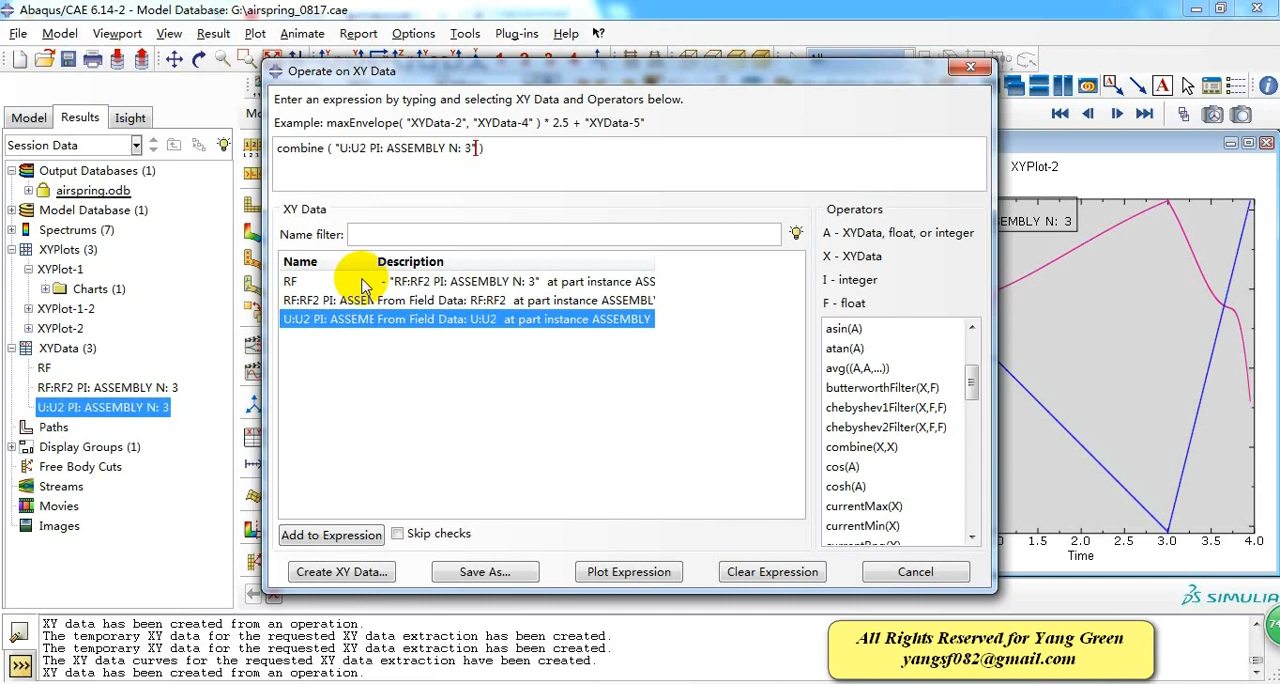 Abaqus/CAE 6.14-2 - Model Database: G:\airspring_0817.cae
File Model Viewport View Result Plot Animate Report Options Tools Plug-ins Help
Operate on XY Data
Enter an expression by typing and selecting XY Data and Operators below.
Example: maxEnvelope( "XYData-2", "XYData-4" ) * 2.5 + "XYData-5"
combine ( "U:U2 PI: ASSEMBLY N: 3" )
Model Results Isight
Session Data
Output Databases (1)
airspring.odb
Model Database (1)
Spectrums (7)
XYPlots (3)
XYPlot-1
Charts (1)
XYPlot-1-2
XYPlot-2
XYData (3)
RF
RF:RF2 PI: ASSEMBLY N: 3
U:U2 PI: ASSEMBLY N: 3
Paths
Display Groups (1)
Free Body Cuts
Streams
Movies
Images
XY Data
Name filter:
Name Description
RF - "RF:RF2 PI: ASSEMBLY N: 3" at part instance ASS
RF:RF2 PI: ASSEM From Field Data: RF:RF2 at part instance ASSEMBL
U:U2 PI: ASSEME From Field Data: U:U2 at part instance ASSEMBLY
Add to Expression Skip checks
Operators
A - XYData, float, or integer
X - XYData
I - integer
F - float
asin(A)
atan(A)
avg((A,A,...))
butterworthFilter(X,F)
chebyshev1Filter(X,F,F)
chebyshev2Filter(X,F,F)
combine(X,X)
cos(A)
cosh(A)
currentMax(X)
currentMin(X)
currentRng(X)
Create XY Data... Save As... Plot Expression Clear Expression Cancel
XYPlot-2
EMBLY N: 3
1.5 2.0 2.5 3.0 3.5 4.0
Time
SIMULIA
XY data has been created from an operation.
The temporary XY data for the requested XY data extraction has been created.
The temporary XY data for the requested XY data extraction has been created.
The XY data curves for the requested XY data extraction have been created.
XY data has been created from an operation.
All Rights Reserved for Yang Green
yangsf082@gmail.com